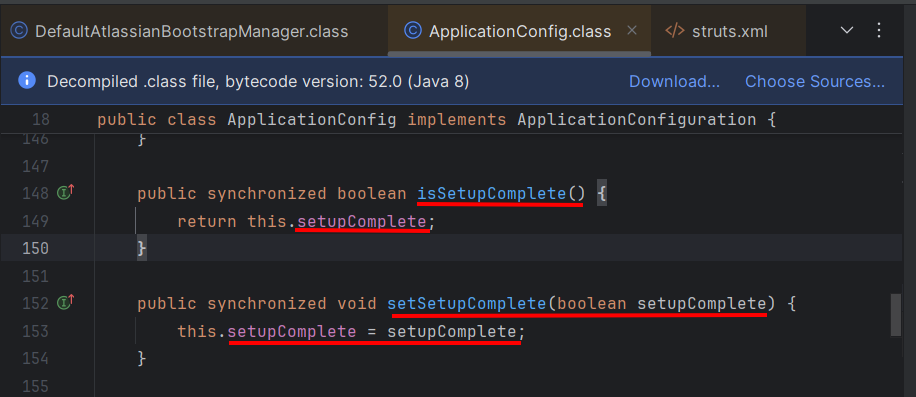 DefaultAtlassianBootstrapManager.class ApplicationConfig.class struts.xml
Decompiled .class file, bytecode version: 52.0 (Java 8) Download... Choose Sources...
18 public class ApplicationConfig implements ApplicationConfiguration {
146 }
147
148 public synchronized boolean isSetupComplete() {
149 return this.setupComplete;
150 }
151
152 public synchronized void setSetupComplete(boolean setupComplete) {
153 this.setupComplete = setupComplete;
154 }
155